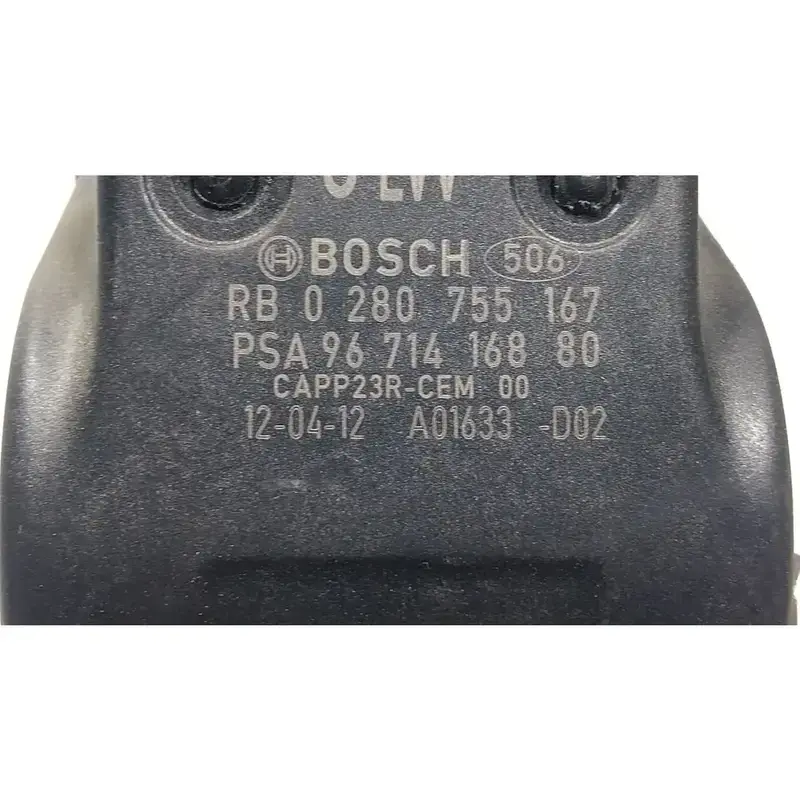 BOSCH 506
RB 0 280 755 167
PSA 96 714 168 80
CAPP23R-CEM 00
12-04-12 A01633 -D02